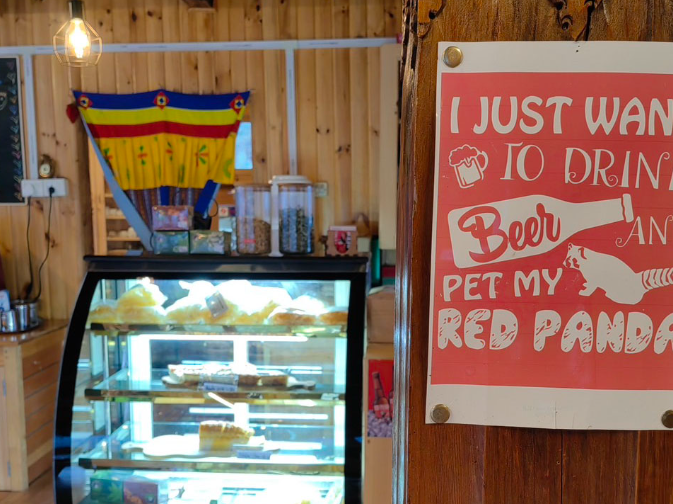 I JUST WAN
TO DRIN
Beer AN
PET MY
RED PANDA